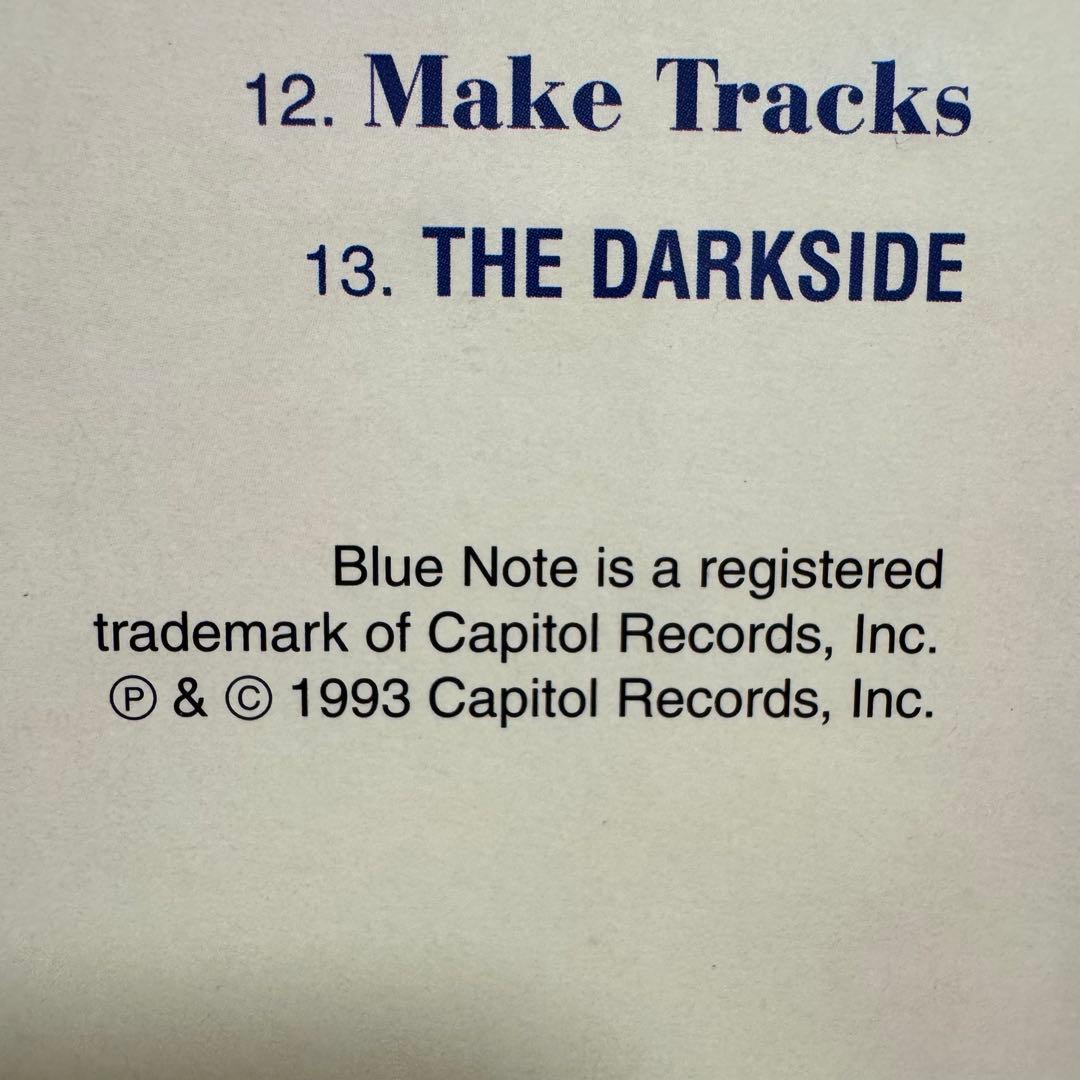 12. Make Tracks
13. THE DARKSIDE
Blue Note is a registered
trademark of Capitol Records, Inc.
℗ & © 1993 Capitol Records, Inc.